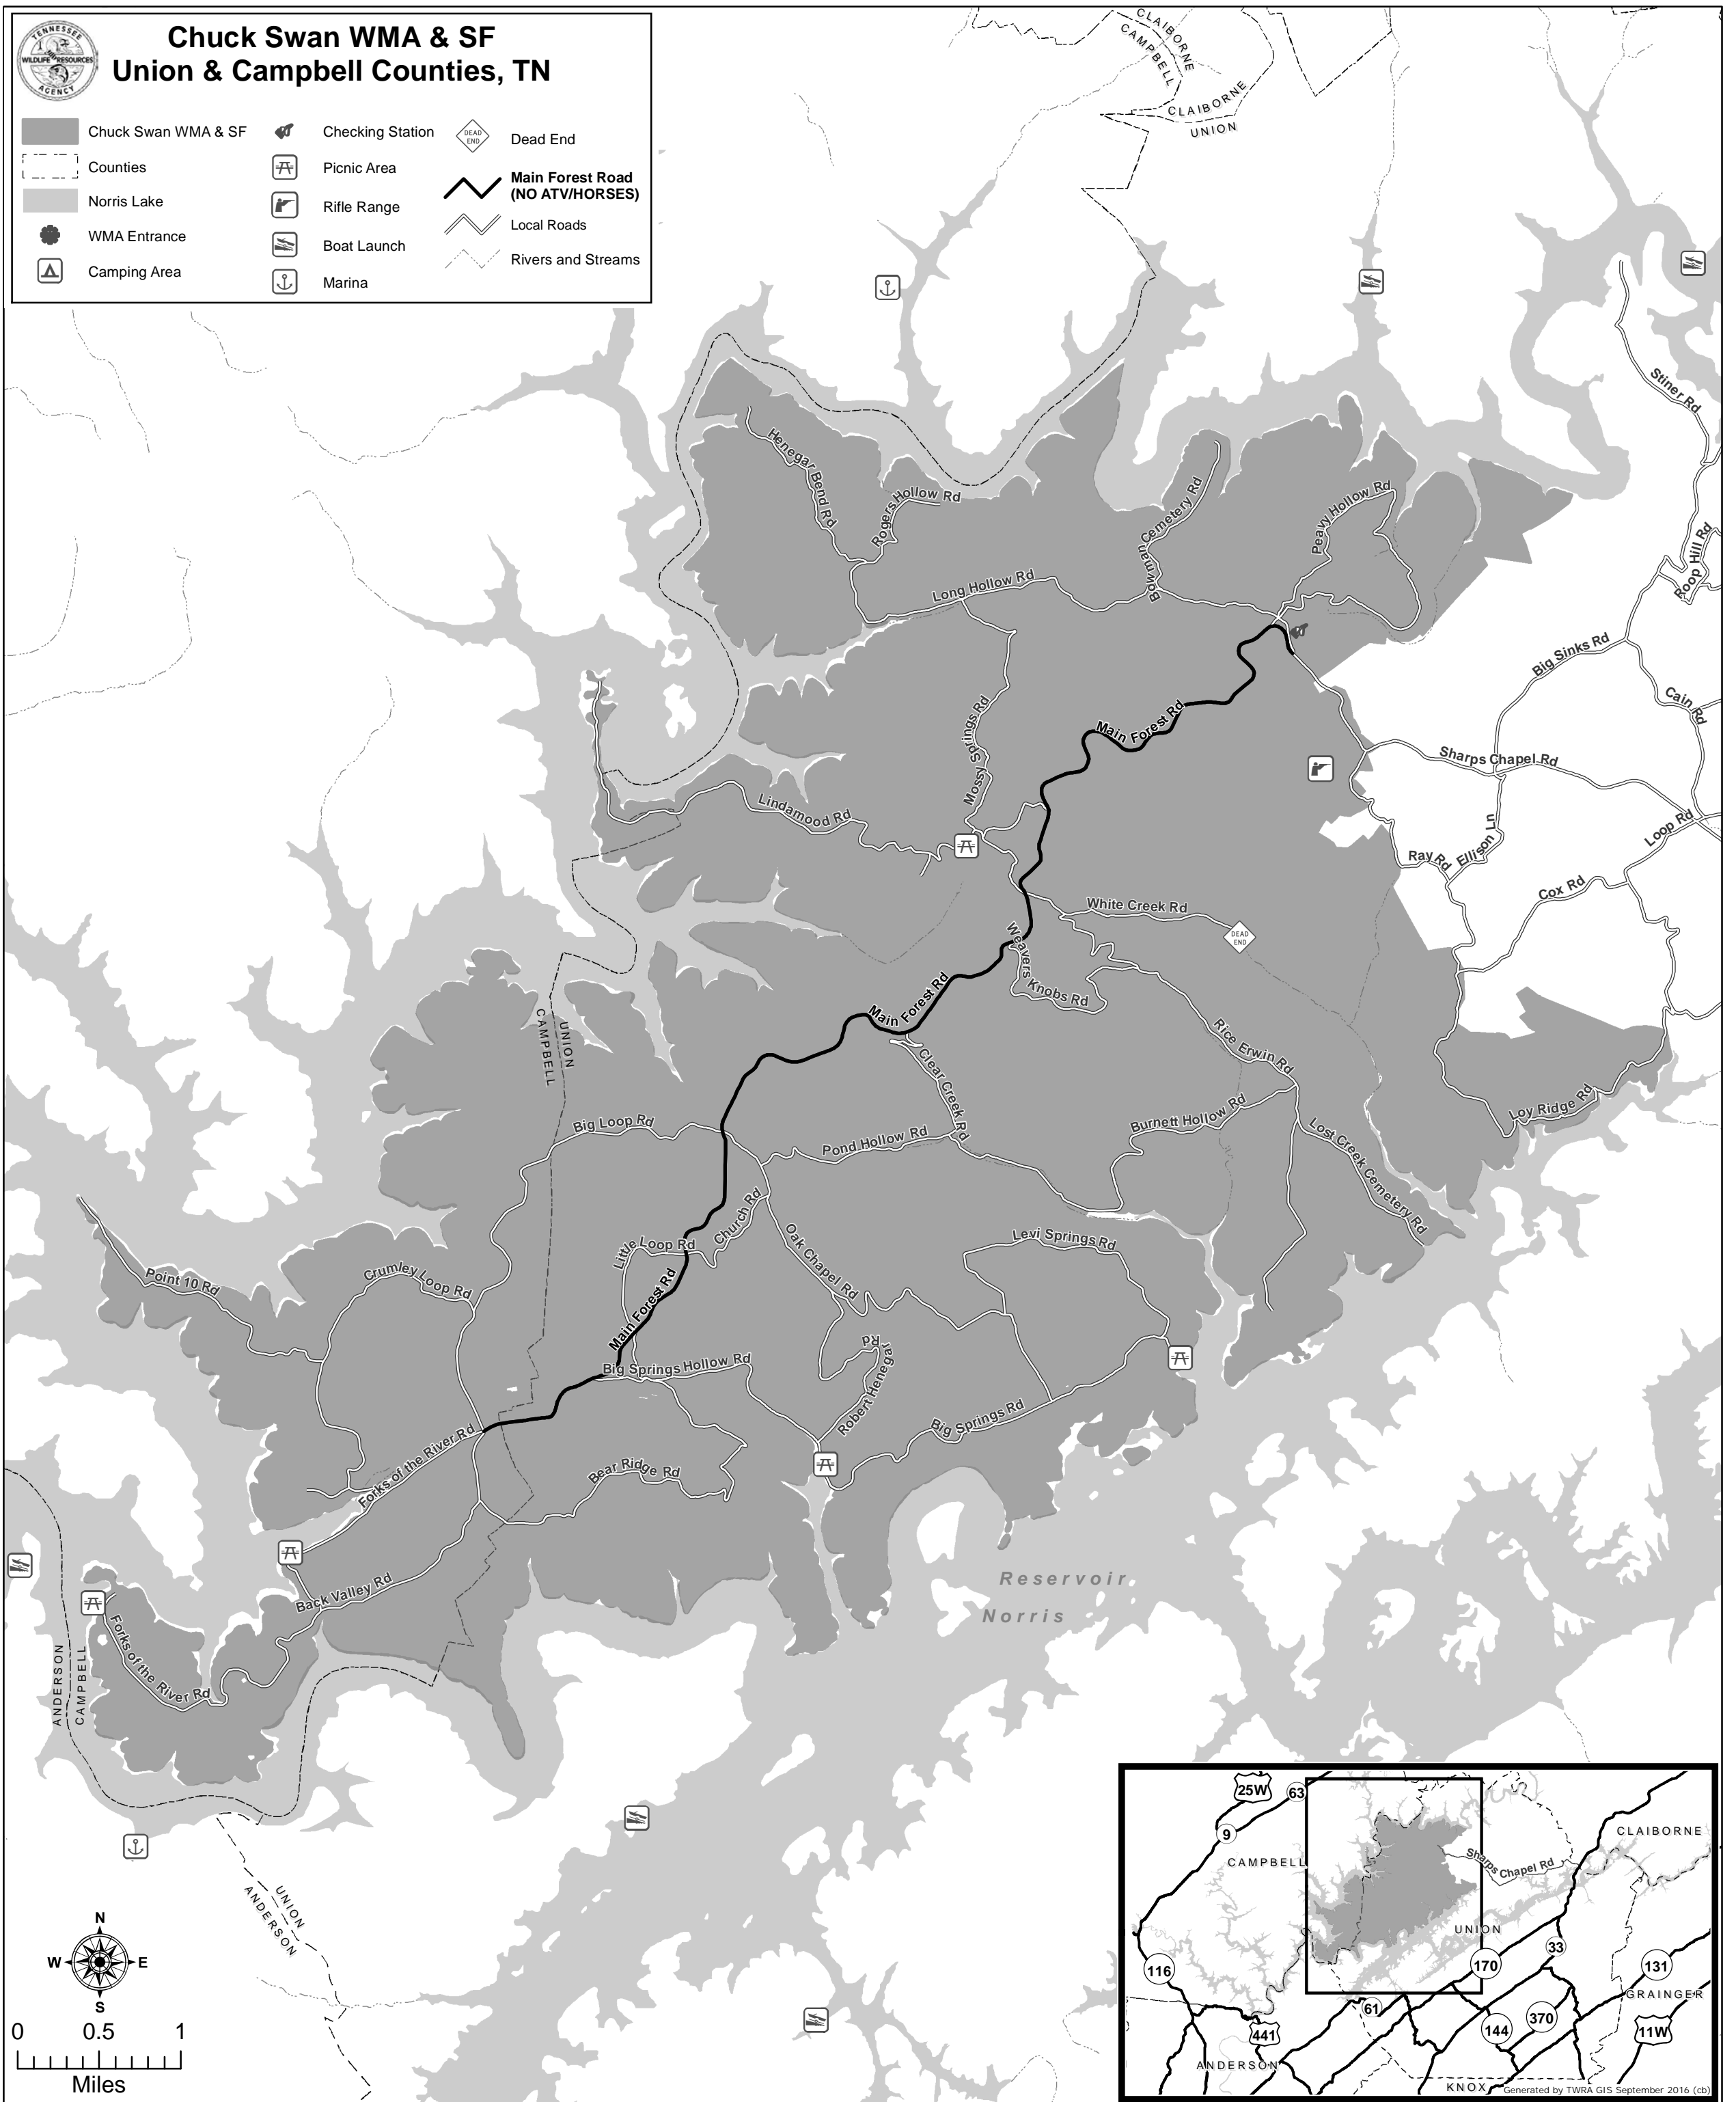 Chuck Swan WMA & SF
Union & Campbell Counties, TN
TENNESSEE
WILDLIFE RESOURCES
AGENCY
Chuck Swan WMA & SF
Counties
Norris Lake
WMA Entrance
Camping Area
Checking Station
Picnic Area
Rifle Range
Boat Launch
Marina
DEAD
END
Dead End
Main Forest Road
(NO ATV/HORSES)
Local Roads
Rivers and Streams
CLAIBORNE
CAMPBELL
CLAIBORNE
UNION
Stiner Rd
Henegar Bend Rd
Rogers Hollow Rd
Bowman Cemetery Rd
Peavy Hollow Rd
Roop Hill Rd
Long Hollow Rd
Big Sinks Rd
Cain Rd
Mossy Springs Rd
Main Forest Rd
Sharps Chapel Rd
Lindamood Rd
Loop Rd
Ray Rd
Ellison Ln
Cox Rd
White Creek Rd
DEAD
END
Weavers Knobs Rd
Main Forest Rd
UNION
CAMPBELL
Rice Erwin Rd
Clear Creek Rd
Loy Ridge Rd
Big Loop Rd
Pond Hollow Rd
Burnett Hollow Rd
Lost Creek Cemetery Rd
Church Rd
Little Loop Rd
Oak Chapel Rd
Levi Springs Rd
Point 10 Rd
Crumley Loop Rd
Main Forest Rd
Robert Henegar Rd
Big Springs Hollow Rd
Big Springs Rd
Forks of the River Rd
Bear Ridge Rd
Reservoir
Norris
Back Valley Rd
Forks of the River Rd
ANDERSON
CAMPBELL
UNION
ANDERSON
N
W
E
S
0
0.5
1
Miles
25W
63
9
CAMPBELL
CLAIBORNE
Sharps Chapel Rd
UNION
33
116
170
131
GRAINGER
61
441
144
370
11W
ANDERSON
KNOX
Generated by TWRA GIS September 2016 (cb)